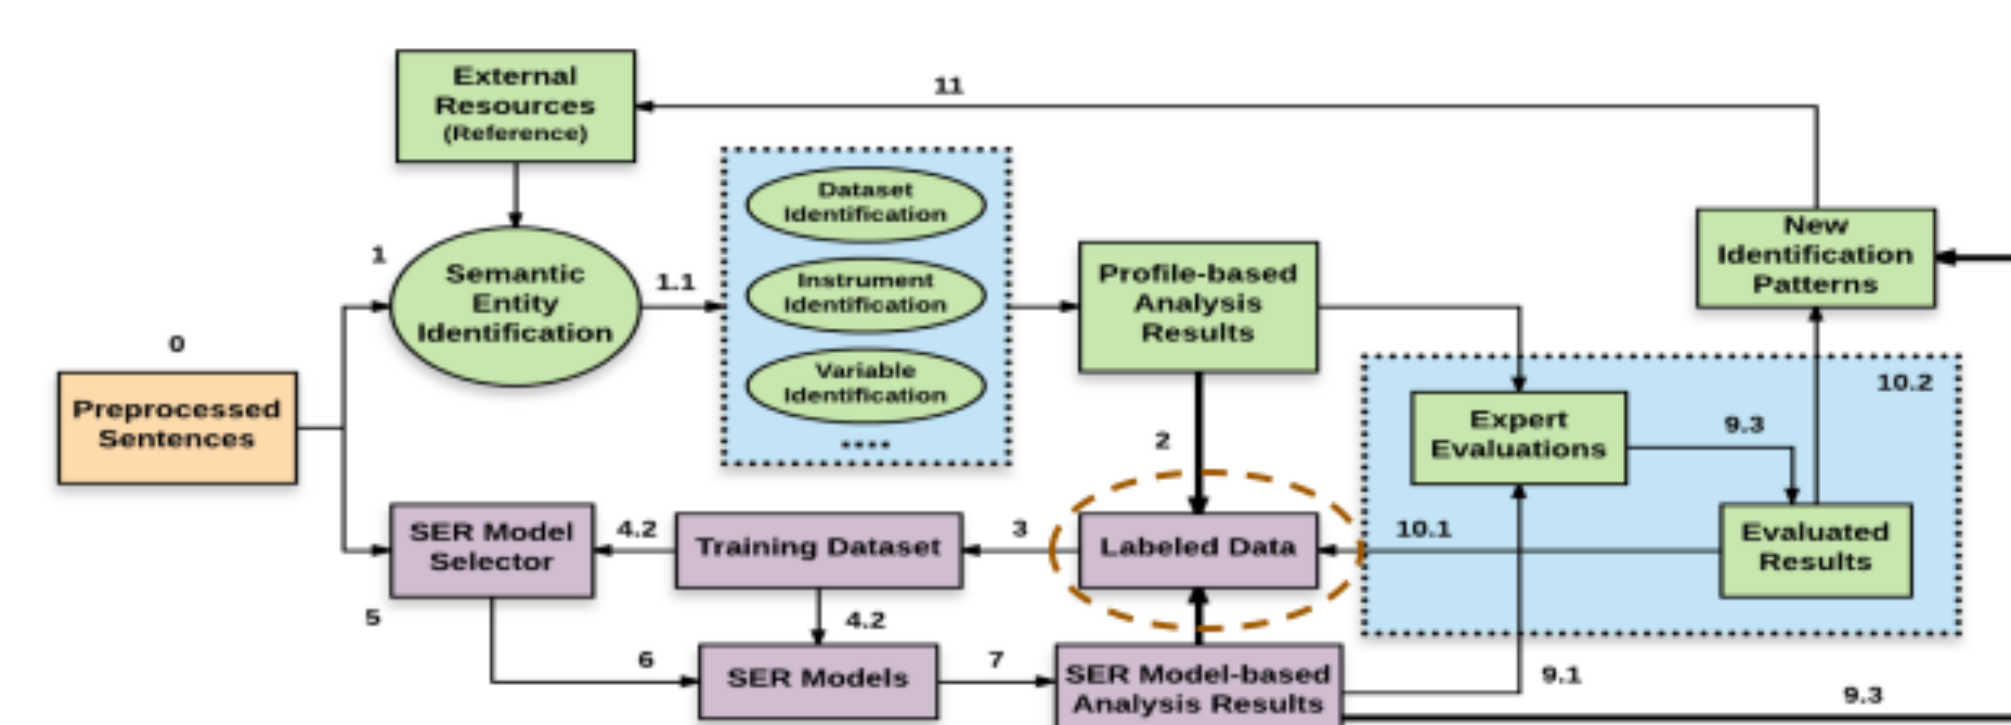 External
Resources
(Reference)
11
Dataset
Identification
New
Identification
Patterns
1
Semantic
Entity
Identification
1.1
Instrument
Identification
Profile-based
Analysis
Results
0
Variable
Identification
....
10.2
Preprocessed
Sentences
2
Expert
Evaluations
9.3
SER Model
Selector
4.2
Training Dataset
3
Labeled Data
10.1
Evaluated
Results
5
4.2
6
SER Models
7
SER Model-based
Analysis Results
9.1
9.3